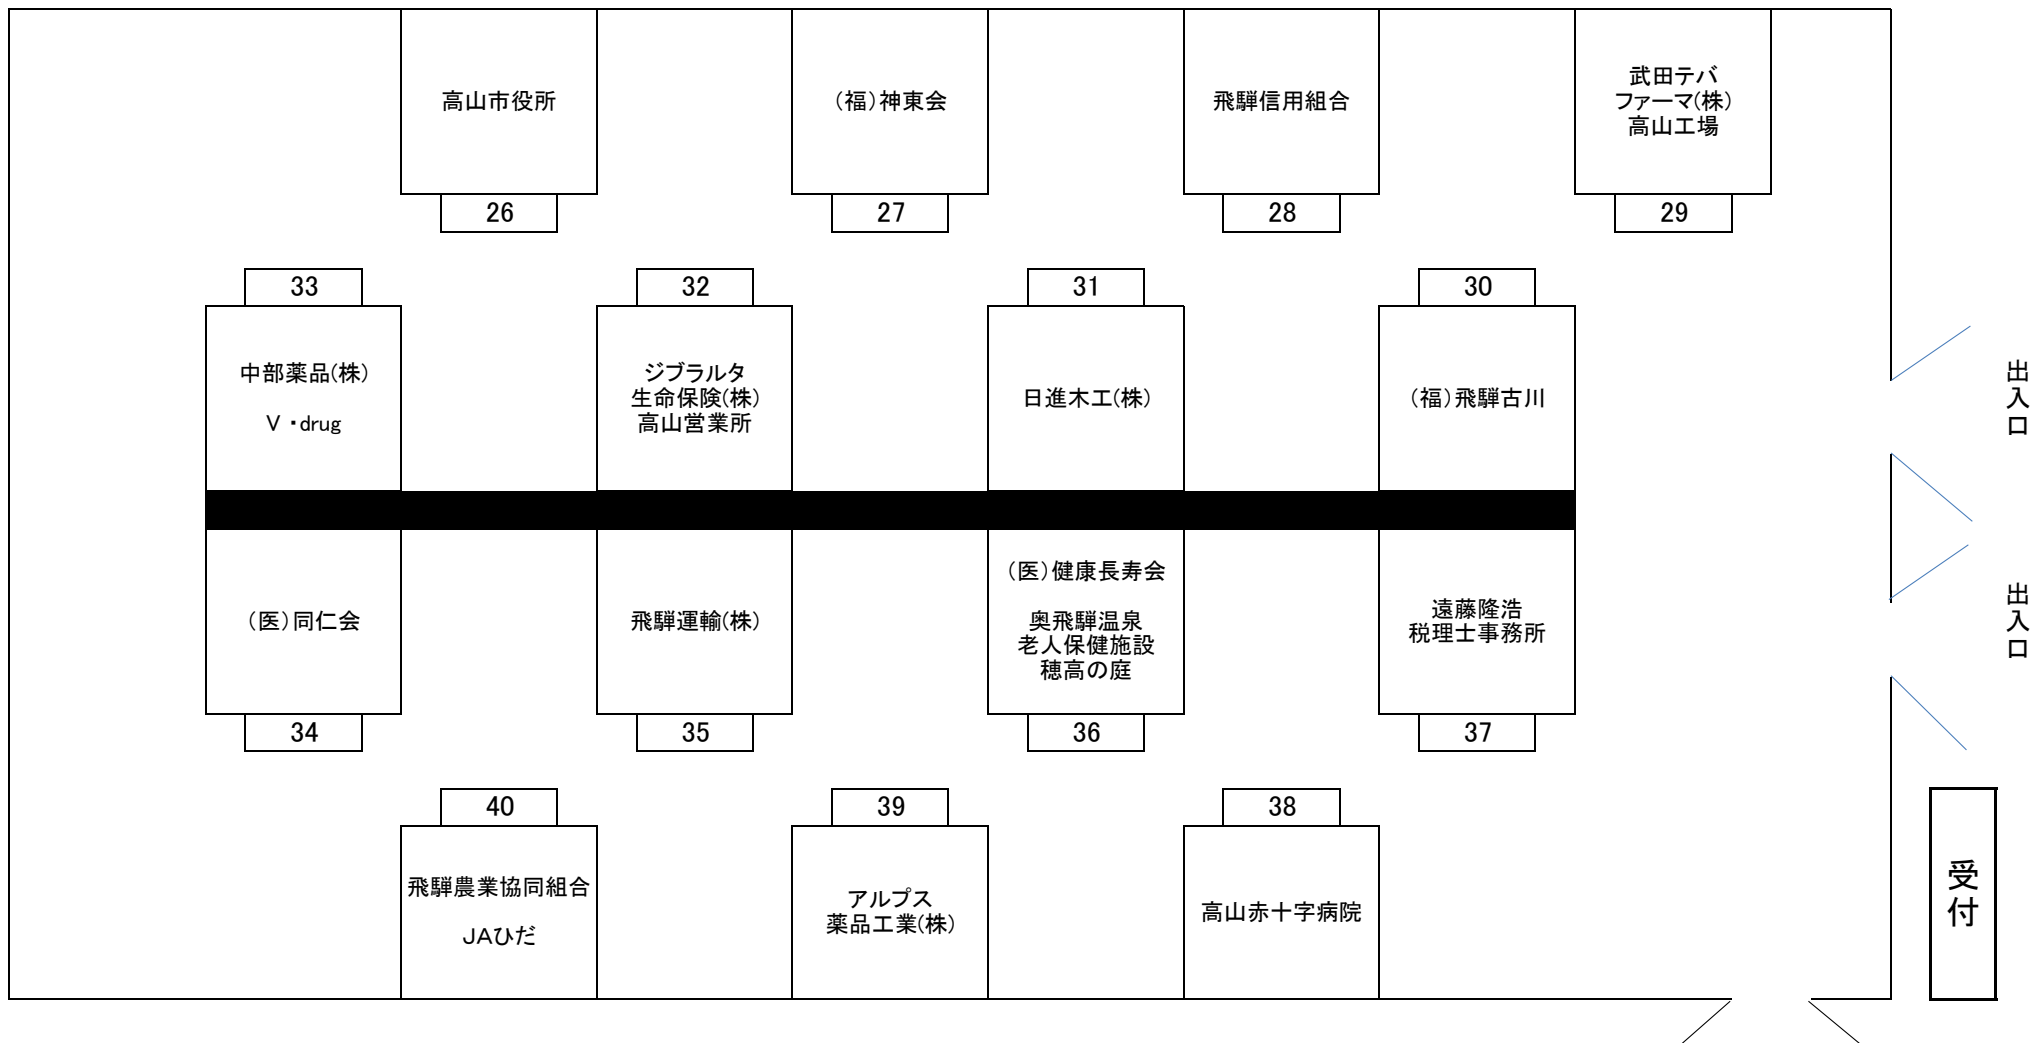 高山市役所
(福)神東会
飛騨信用組合
武田テバ
ファーマ(株)
高山工場
26
27
28
29
33
32
31
30
中部薬品(株)
V・drug
ジブラルタ
生命保険(株)
高山営業所
日進木工(株)
(福)飛騨古川
出入口
(医)同仁会
飛騨運輸(株)
(医)健康長寿会
奥飛騨温泉
老人保健施設
穂高の庭
遠藤隆浩
税理士事務所
出入口
34
35
36
37
40
39
38
飛騨農業協同組合
JAひだ
アルプス
薬品工業(株)
高山赤十字病院
受付